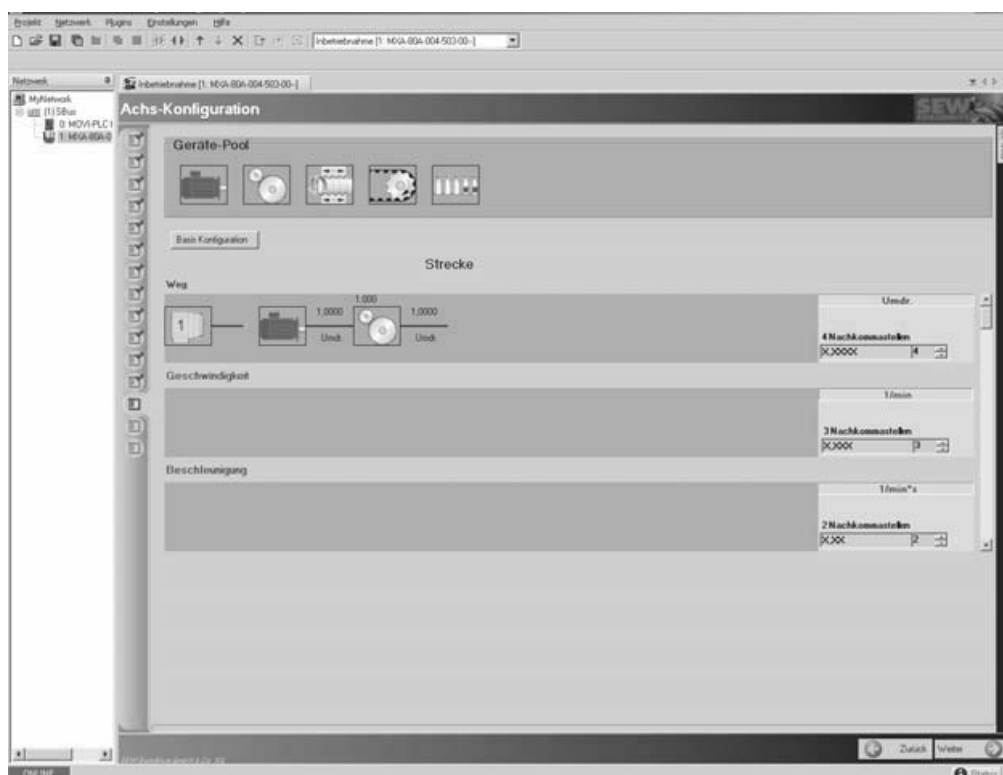 Projekt Netzwerk Plugins Einstellungen Hilfe
Inbetriebnahme [1: MXA-80A-004-503-00--]
Netzwerk
Inbetriebnahme [1: MXA-80A-004-503-00--]
MyNetwork
(1) SBus
0: MOVI-PLC
1: MXA-80A-0
Achs-Konfiguration
SEW
Geräte-Pool
Basis Konfiguration
Strecke
Weg
1
1,0000
Umdr.
1.000
1,0000
Umdr.
Umdr.
4 Nachkommastellen
X,XXXX 4
Geschwindigkeit
1/min
3 Nachkommastellen
X,XXX 3
Beschleunigung
1/min*s
2 Nachkommastellen
X,XX 2
Zurück Weiter
ONLINE
Status